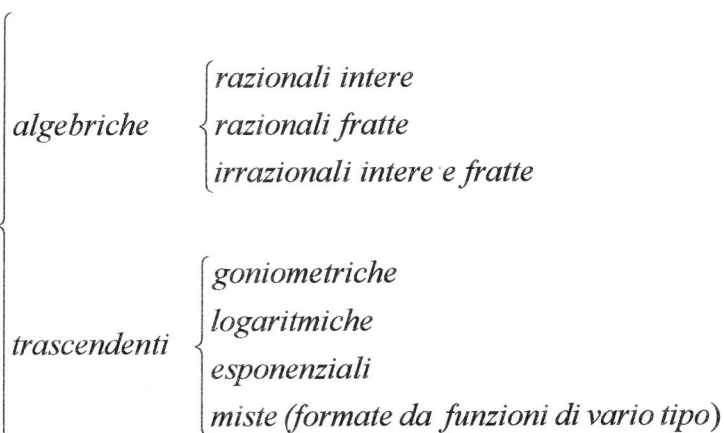 algebriche
razionali intere
razionali fratte
irrazionali intere e fratte
trascendenti
goniometriche
logaritmiche
esponenziali
miste (formate da funzioni di vario tipo)